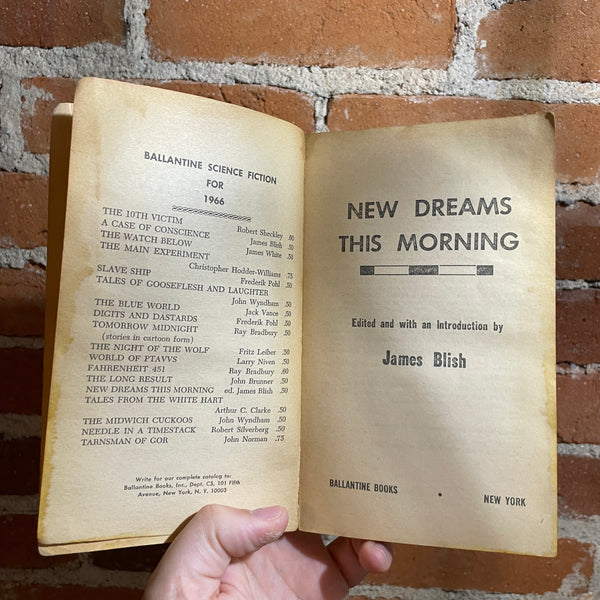 BALLANTINE SCIENCE FICTION
FOR
1966
THE 10TH VICTIM Robert Sheckley .60
A CASE OF CONSCIENCE James Blish .50
THE WATCH BELOW James White .50
THE MAIN EXPERIMENT
Christopher Hodder-Williams .75
SLAVE SHIP Frederik Pohl .50
TALES OF GOOSEFLESH AND LAUGHTER
John Wyndham .50
THE BLUE WORLD Jack Vance .50
DIGITS AND DASTARDS Frederik Pohl .50
TOMORROW MIDNIGHT Ray Bradbury .50
(stories in cartoon form)
THE NIGHT OF THE WOLF Fritz Leiber .50
WORLD OF PTAVVS Larry Niven .50
FAHRENHEIT 451 Ray Bradbury .60
THE LONG RESULT John Brunner .50
NEW DREAMS THIS MORNING ed. James Blish .50
TALES FROM THE WHITE HART
Arthur C. Clarke .50
THE MIDWICH CUCKOOS John Wyndham .50
NEEDLE IN A TIMESTACK Robert Silverberg .50
TARNSMAN OF GOR John Norman .75
Write for our complete catalog to:
Ballantine Books, Inc., Dept. CS, 101 Fifth
Avenue, New York, N. Y. 10003
NEW DREAMS
THIS MORNING
Edited and with an Introduction by
James Blish
BALLANTINE BOOKS • NEW YORK